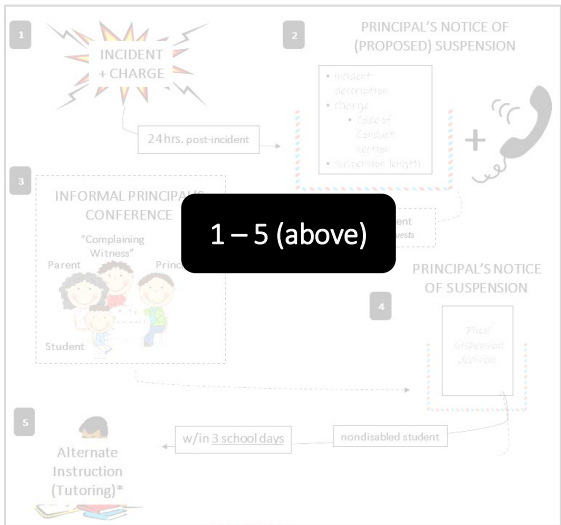 1
INCIDENT
+ CHARGE
24 hrs. post-incident
2
PRINCIPAL'S NOTICE OF
(PROPOSED) SUSPENSION
• Incident
description
• Charge
• Code of
Conduct
section
• Suspension length
+
3
INFORMAL PRINCIPAL'S
CONFERENCE
"Complaining
Witness"
Parent
Student
1 – 5 (above)
PRINCIPAL'S NOTICE
OF SUSPENSION
4
suspension
decision
5
Alternate
Instruction
(Tutoring)*
w/in 3 school days
nondisabled student